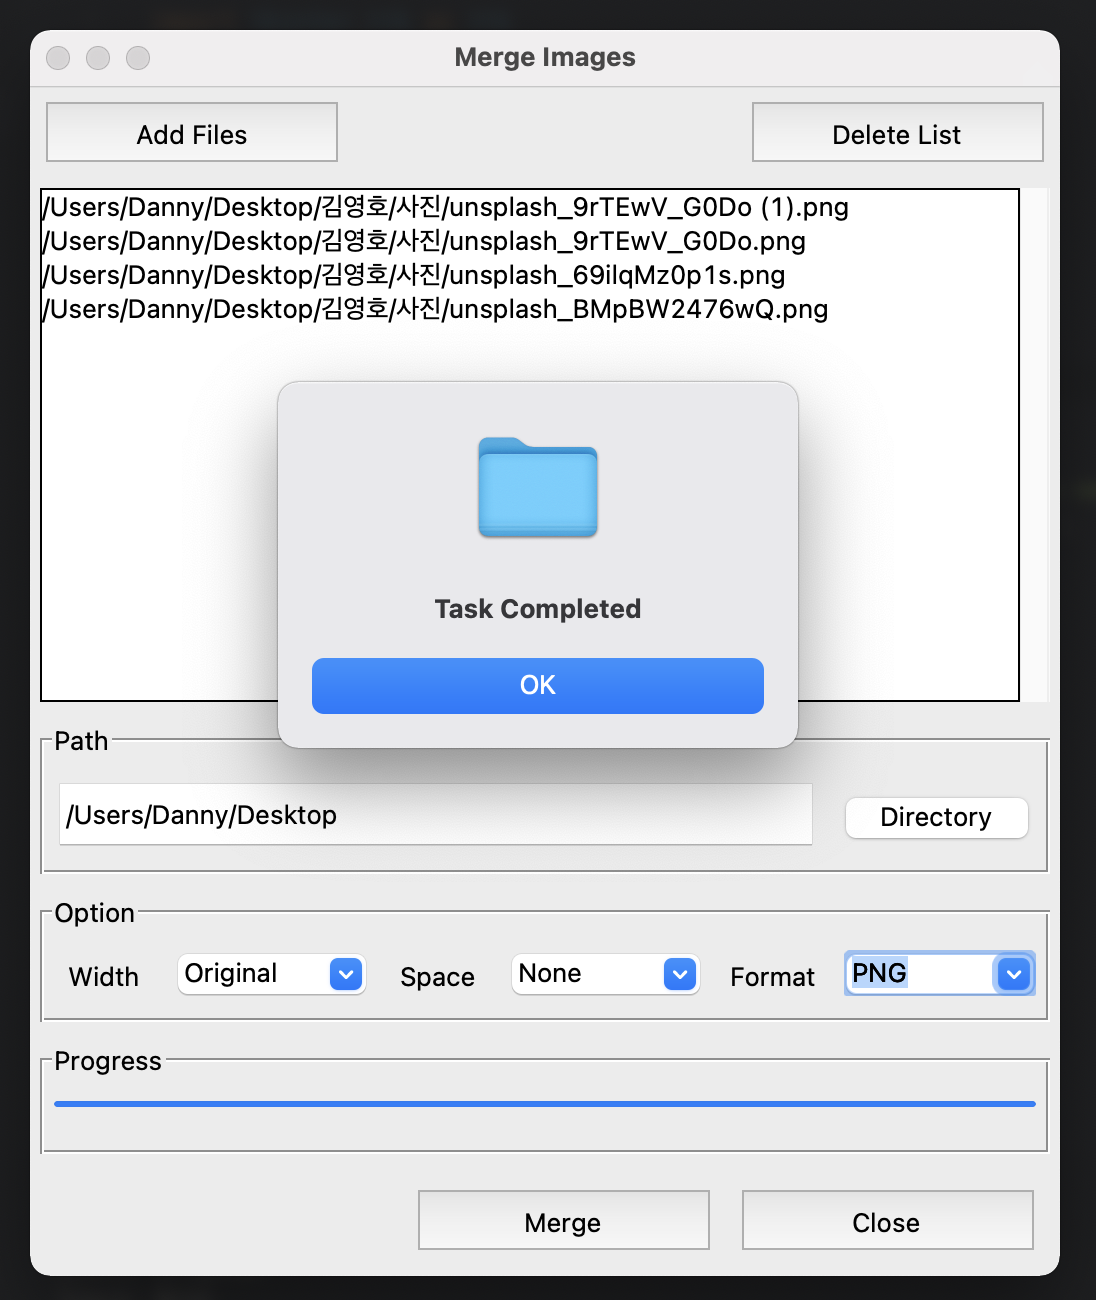 Merge Images
Add Files
Delete List
/Users/Danny/Desktop/김영호/사진/unsplash_9rTEwV_G0Do (1).png
/Users/Danny/Desktop/김영호/사진/unsplash_9rTEwV_G0Do.png
/Users/Danny/Desktop/김영호/사진/unsplash_69ilqMz0p1s.png
/Users/Danny/Desktop/김영호/사진/unsplash_BMpBW2476wQ.png
Task Completed
OK
Path
/Users/Danny/Desktop
Directory
Option
Width
Original
Space
None
Format
PNG
Progress
Merge
Close